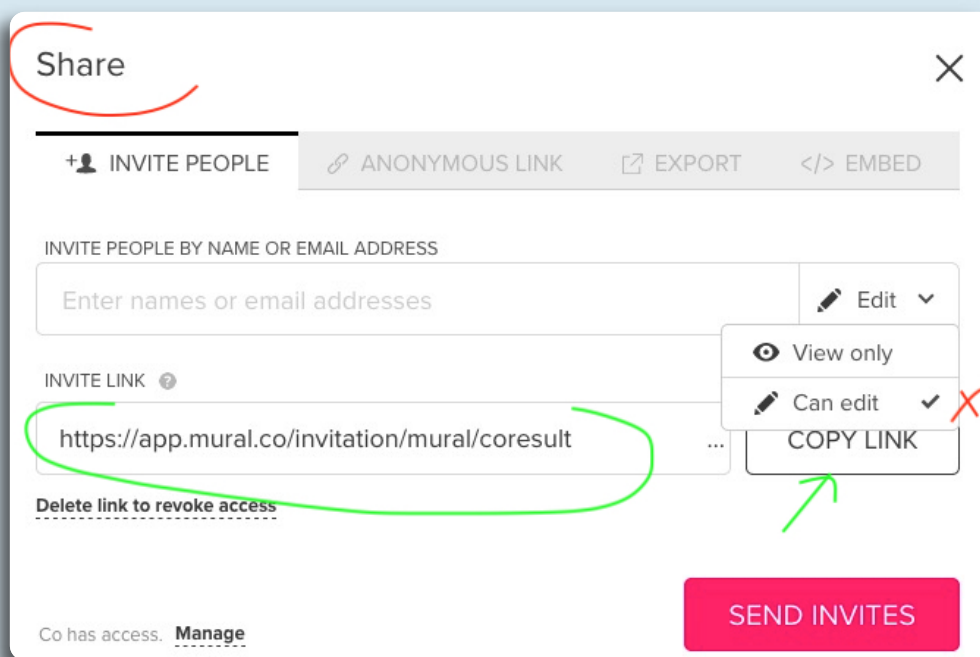 Share
INVITE PEOPLE ANONYMOUS LINK EXPORT </> EMBED
INVITE PEOPLE BY NAME OR EMAIL ADDRESS
Enter names or email addresses Edit
View only
INVITE LINK
Can edit
https://app.mural.co/invitation/mural/coresult ... COPY LINK
Delete link to revoke access
SEND INVITES
Co has access. Manage